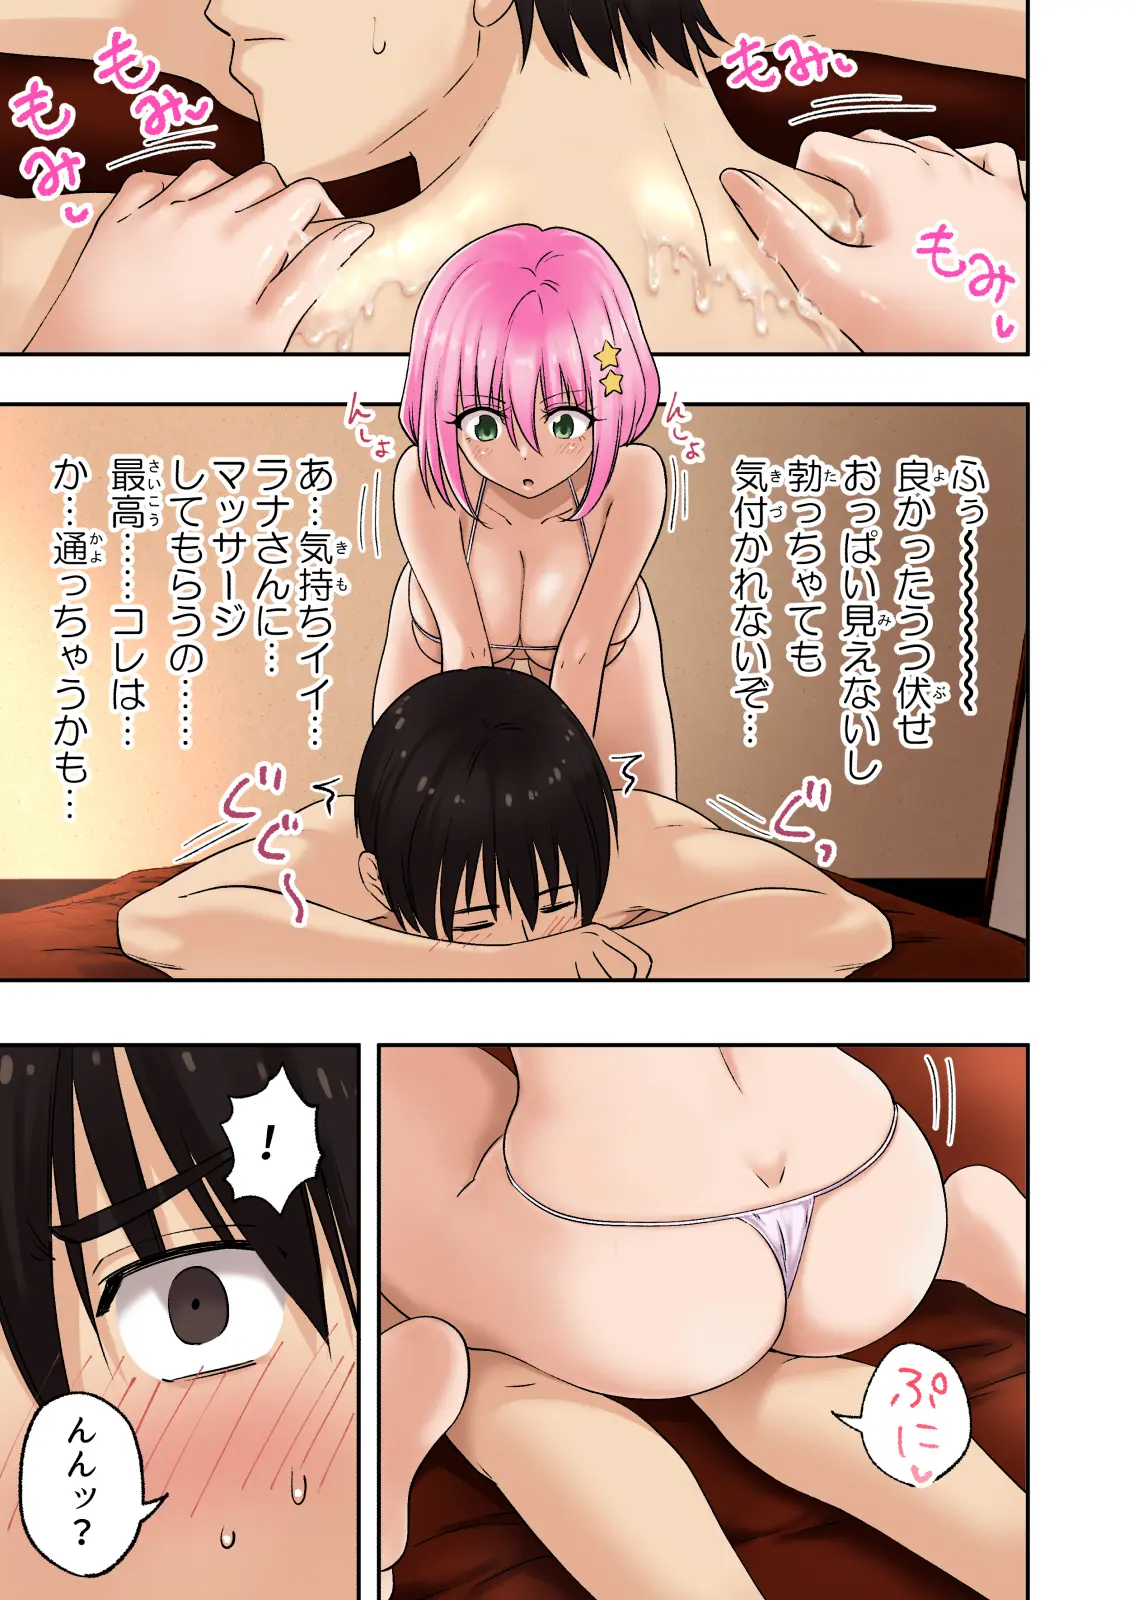 もみ
もみ
もみ
もみ
ふぅ〜
良かったうつ伏せ
おっぱい見えないし
勃っちゃても
気付かれないぞ…
んしょ
んしょ
あ…気持ちイイ…
ラナさんに…
マッサージ
してもらうの……
最高………コレは…
か…通っちゃうかも…
ぐっ
ぐっ
ぐ〜
ぷに
！
んんッ？